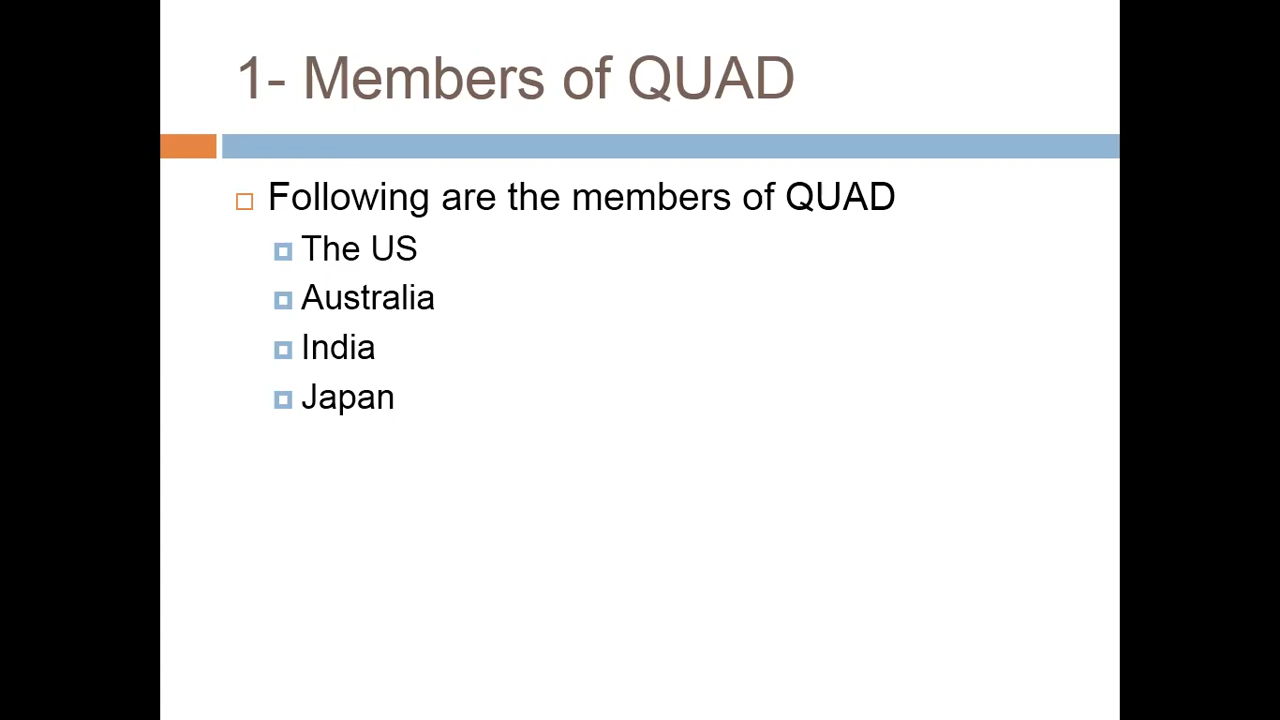 1- Members of QUAD
Following are the members of QUAD
The US
Australia
India
Japan